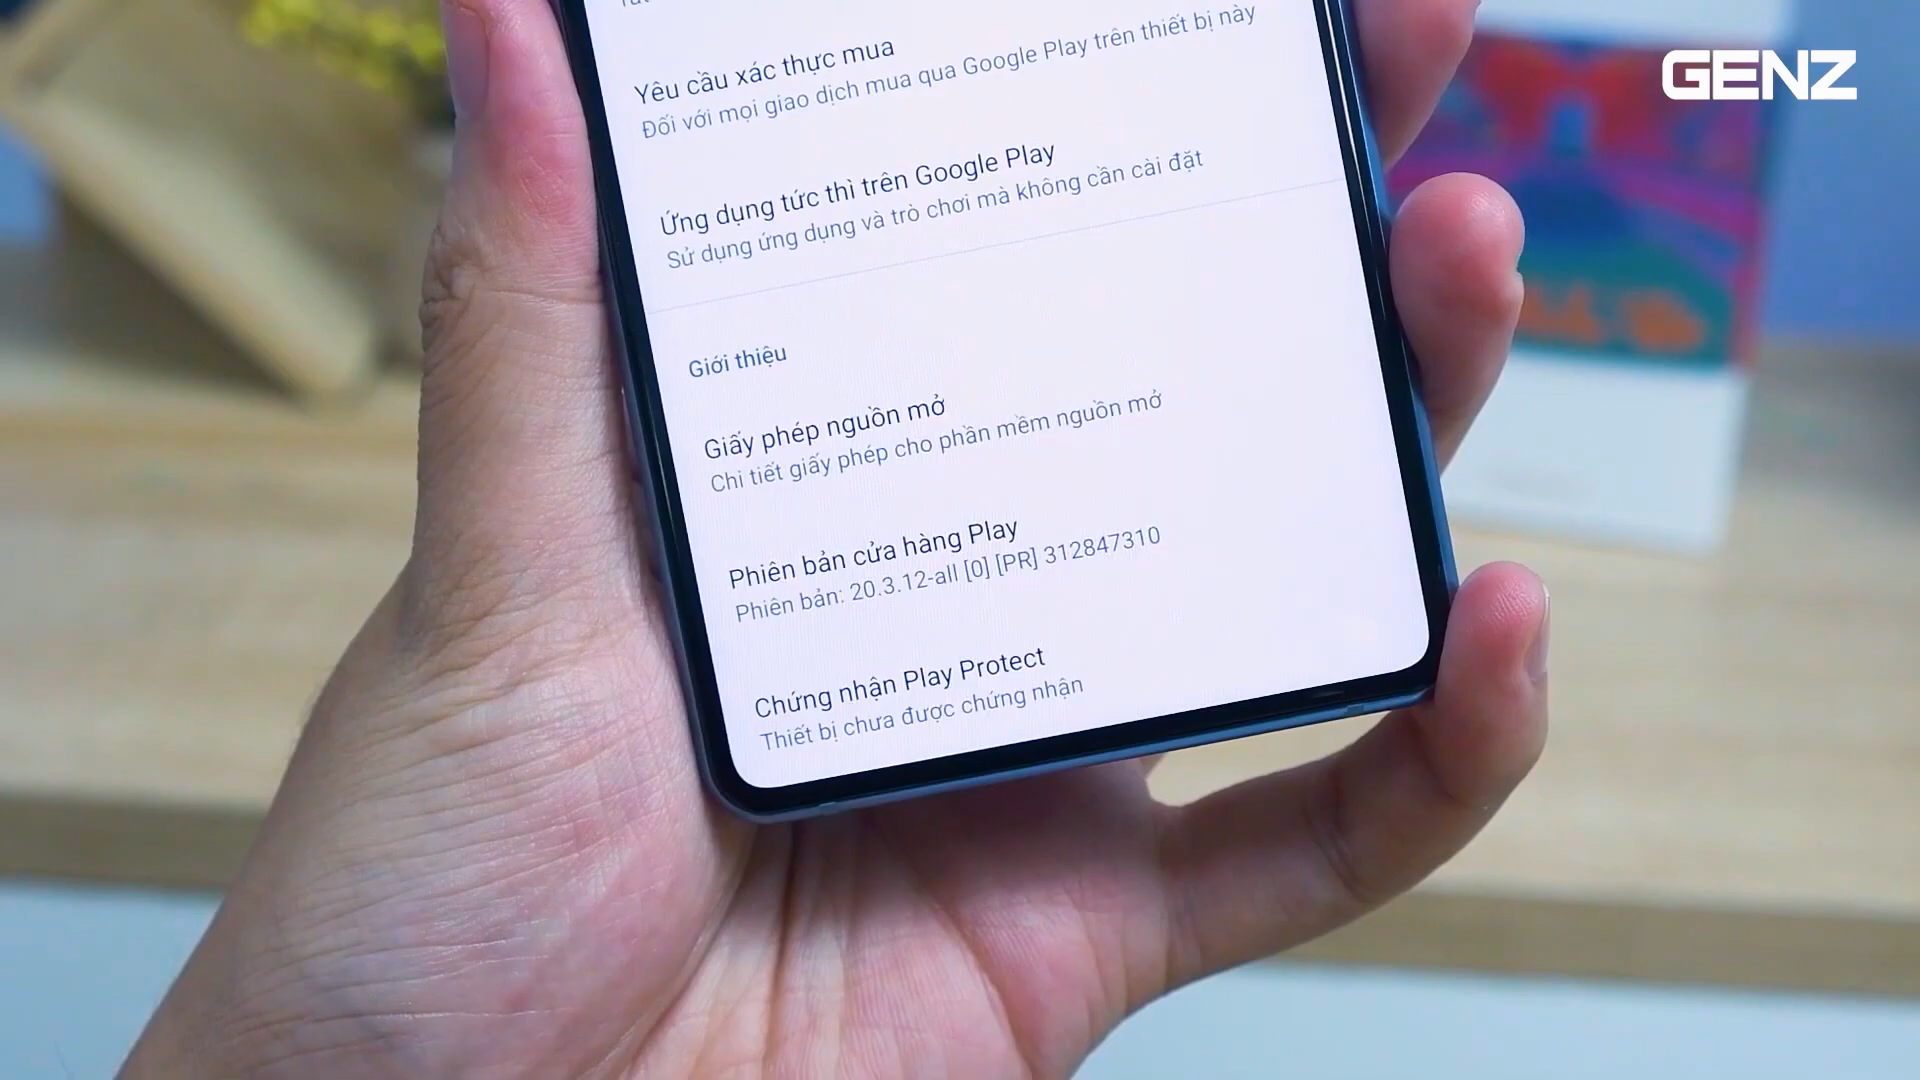 GENZ
Yêu cầu xác thực mua
Đối với mọi giao dịch mua qua Google Play trên thiết bị này
Ứng dụng tức thì trên Google Play
Sử dụng ứng dụng và trò chơi mà không cần cài đặt
Giới thiệu
Giấy phép nguồn mở
Chi tiết giấy phép cho phần mềm nguồn mở
Phiên bản cửa hàng Play
Phiên bản: 20.3.12-all [0] [PR] 312847310
Chứng nhận Play Protect
Thiết bị chưa được chứng nhận